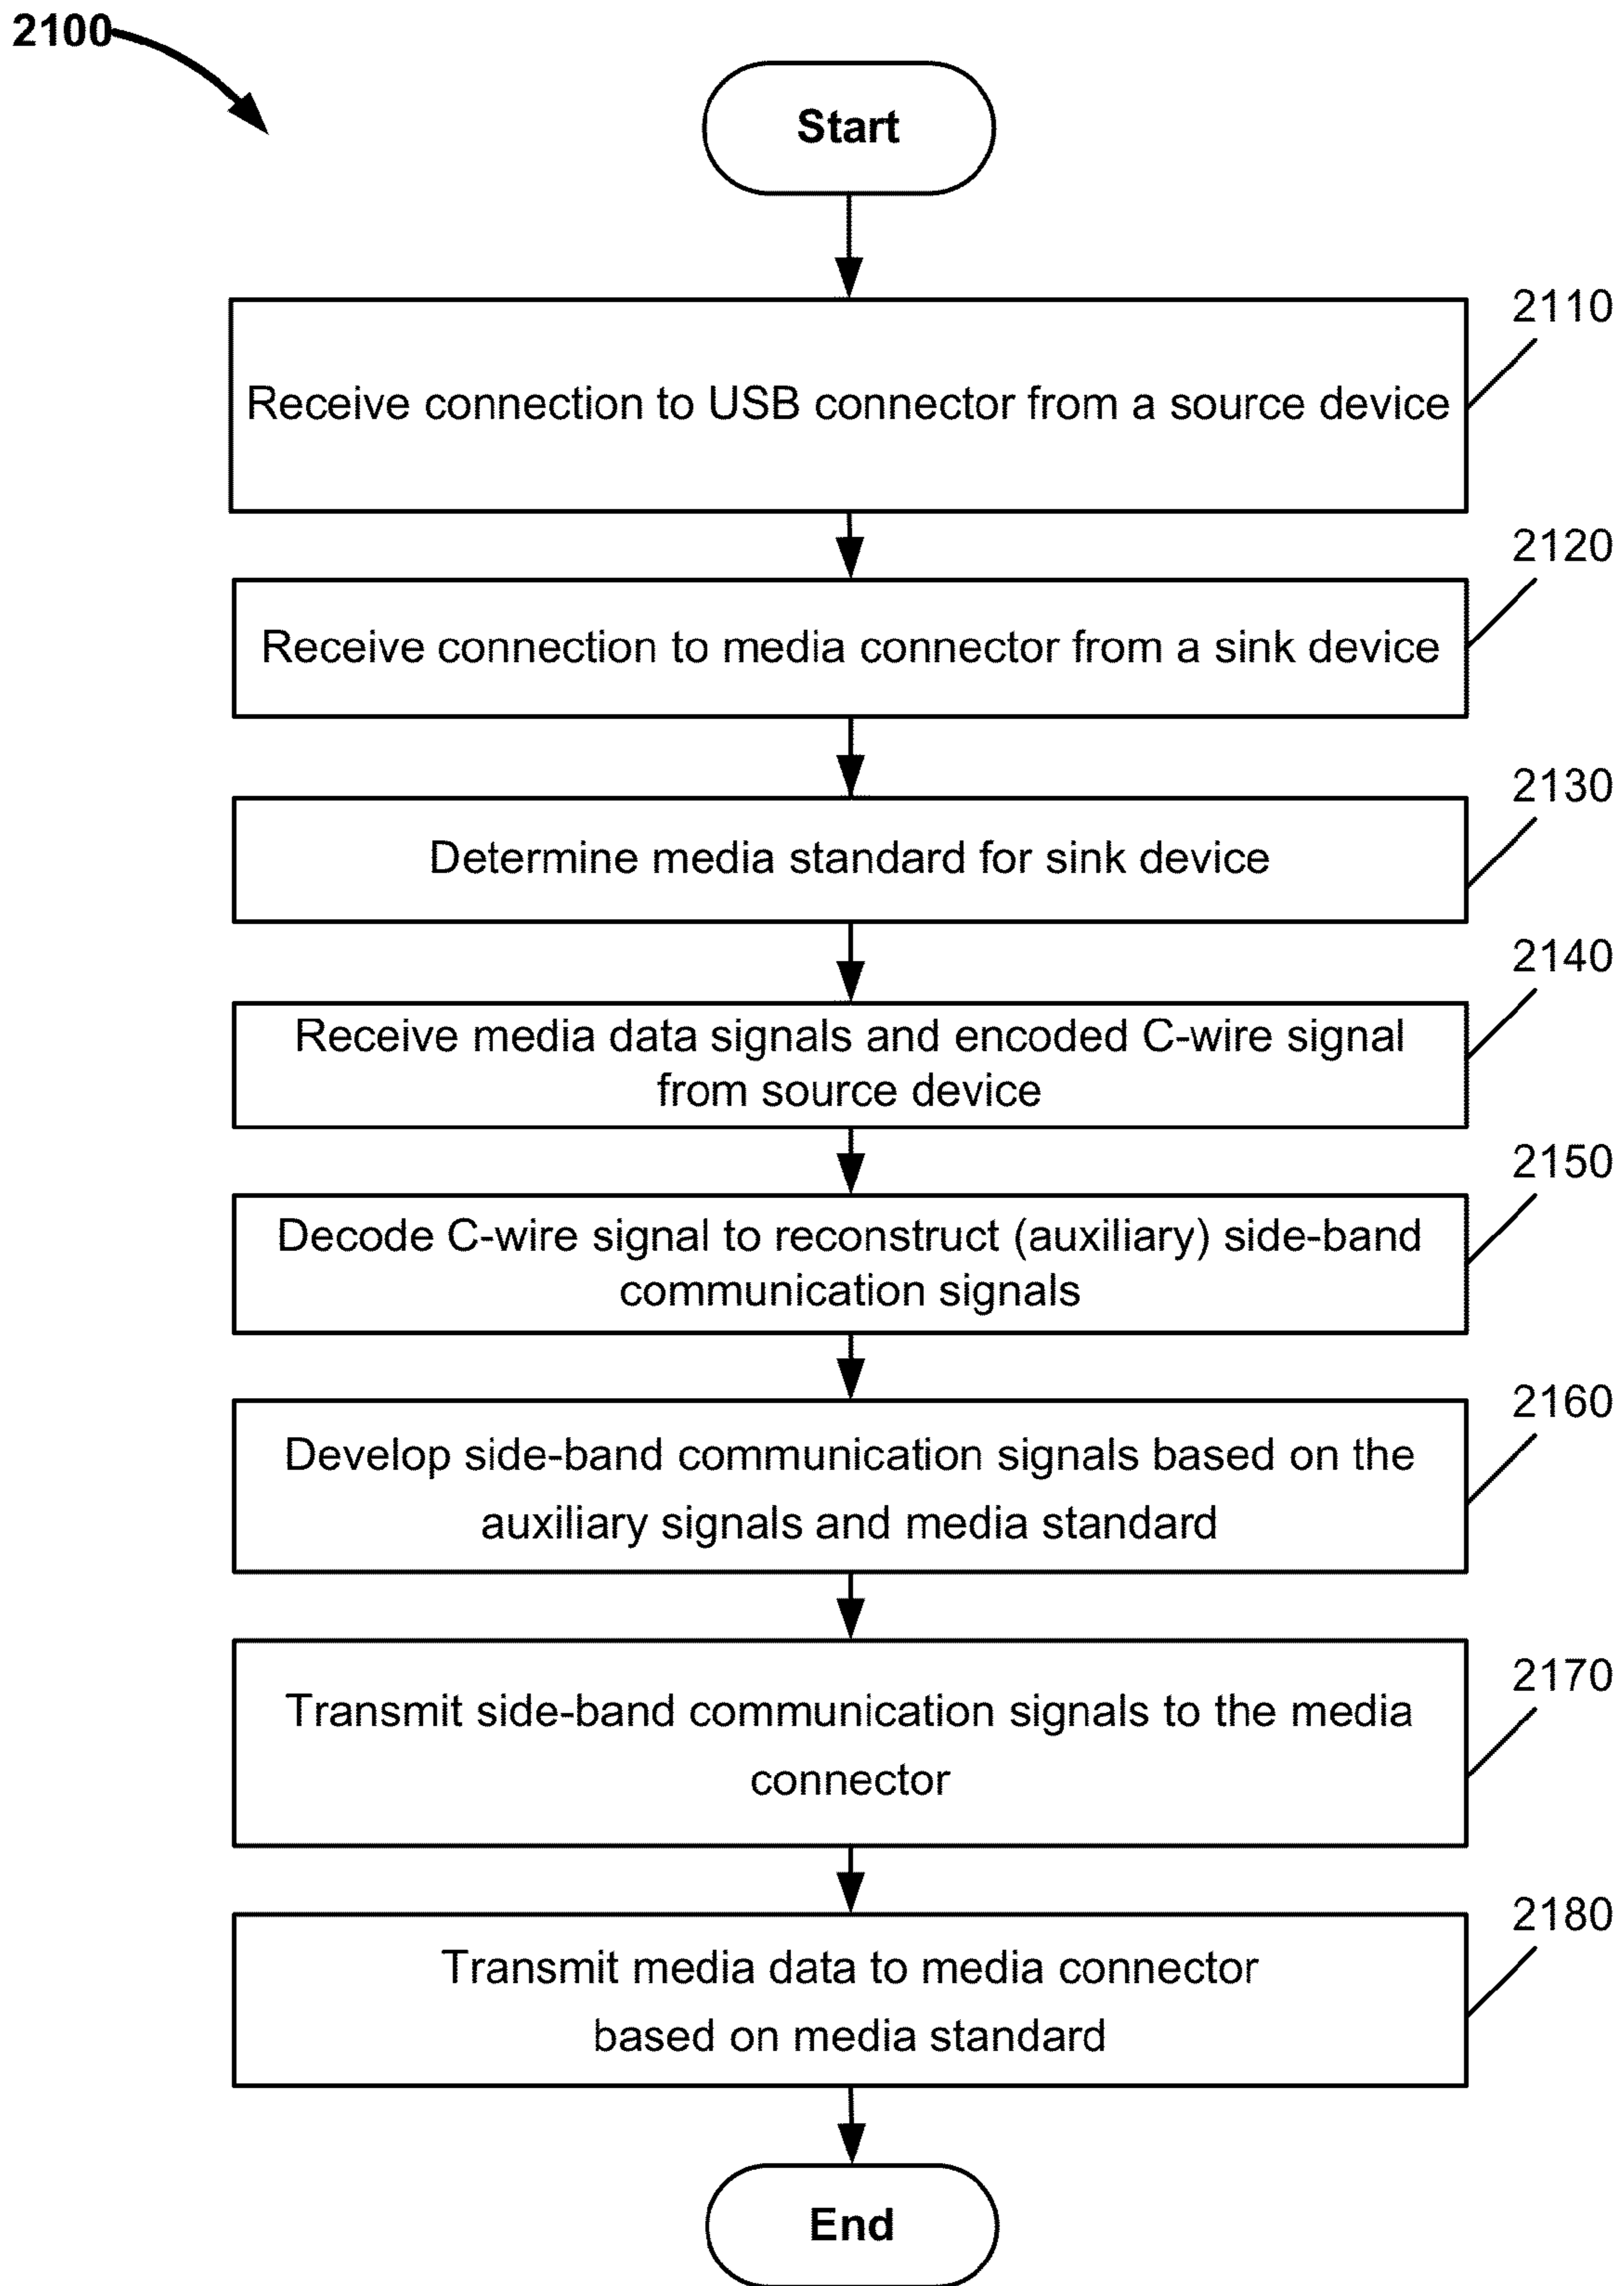 2100
Start
2110
Receive connection to USB connector from a source device
2120
Receive connection to media connector from a sink device
2130
Determine media standard for sink device
2140
Receive media data signals and encoded C-wire signal
from source device
2150
Decode C-wire signal to reconstruct (auxiliary) side-band
communication signals
2160
Develop side-band communication signals based on the
auxiliary signals and media standard
2170
Transmit side-band communication signals to the media
connector
2180
Transmit media data to media connector
based on media standard
End